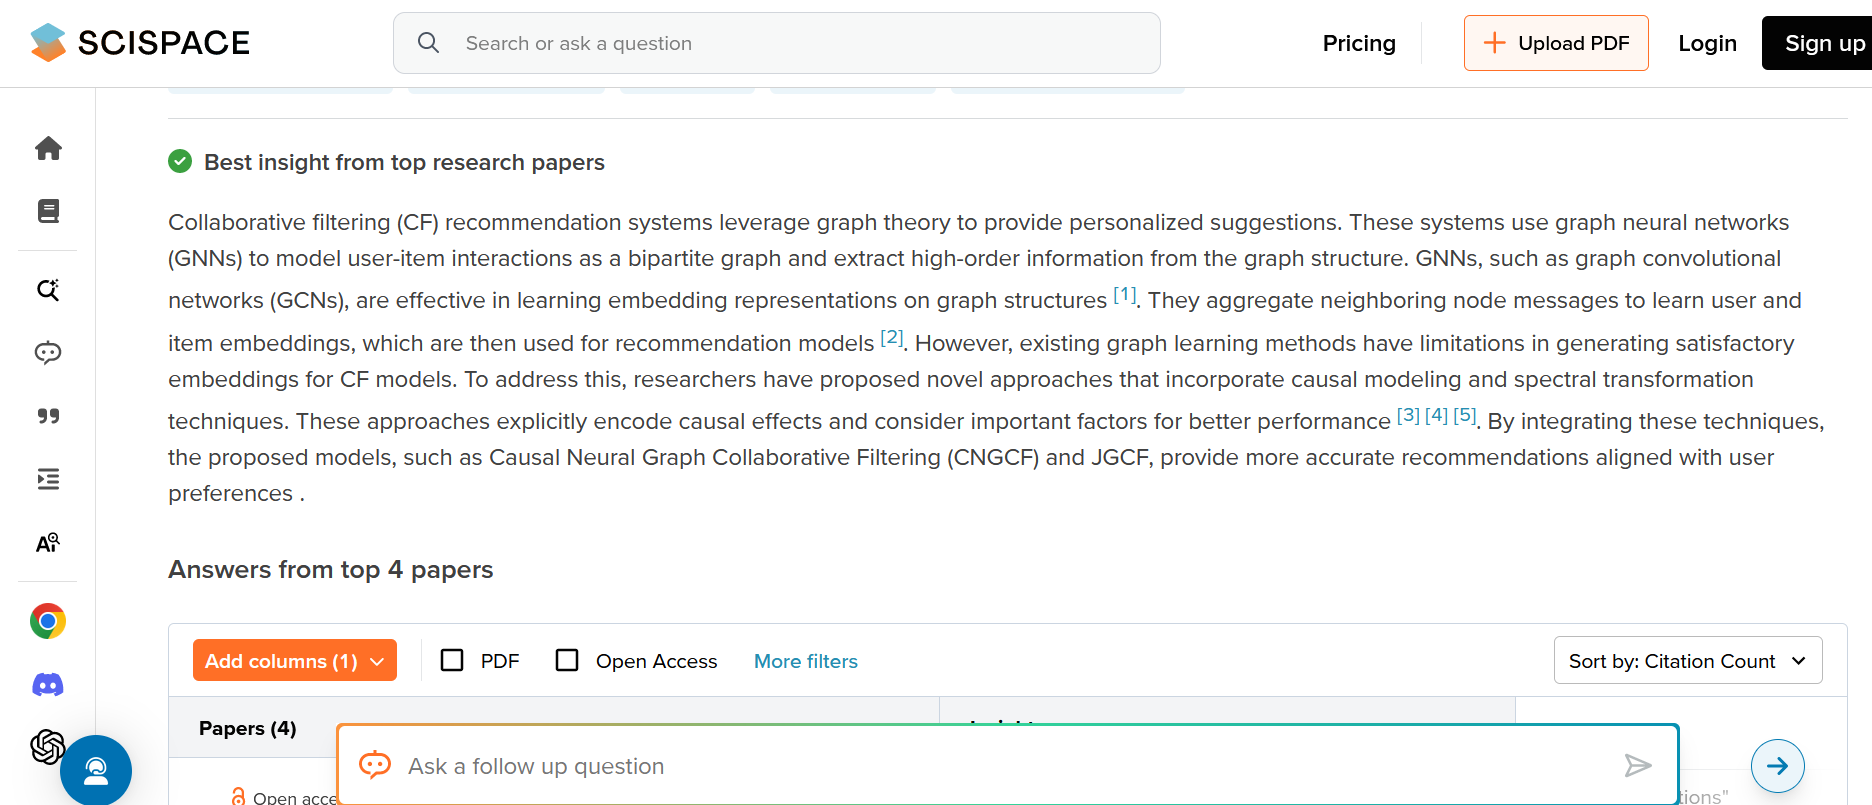 SCISPACE
Search or ask a question
Pricing
Upload PDF
Login
Sign up
Best insight from top research papers
Collaborative filtering (CF) recommendation systems leverage graph theory to provide personalized suggestions. These systems use graph neural networks
(GNNs) to model user-item interactions as a bipartite graph and extract high-order information from the graph structure. GNNs, such as graph convolutional
networks (GCNs), are effective in learning embedding representations on graph structures [1]. They aggregate neighboring node messages to learn user and
item embeddings, which are then used for recommendation models [2]. However, existing graph learning methods have limitations in generating satisfactory
embeddings for CF models. To address this, researchers have proposed novel approaches that incorporate causal modeling and spectral transformation
techniques. These approaches explicitly encode causal effects and consider important factors for better performance [3] [4] [5]. By integrating these techniques,
the proposed models, such as Causal Neural Graph Collaborative Filtering (CNGCF) and JGCF, provide more accurate recommendations aligned with user
preferences .
Answers from top 4 papers
Add columns (1)
PDF
Open Access
More filters
Sort by: Citation Count
Papers (4)
Ask a follow up question
Open acce
tions"
Ai